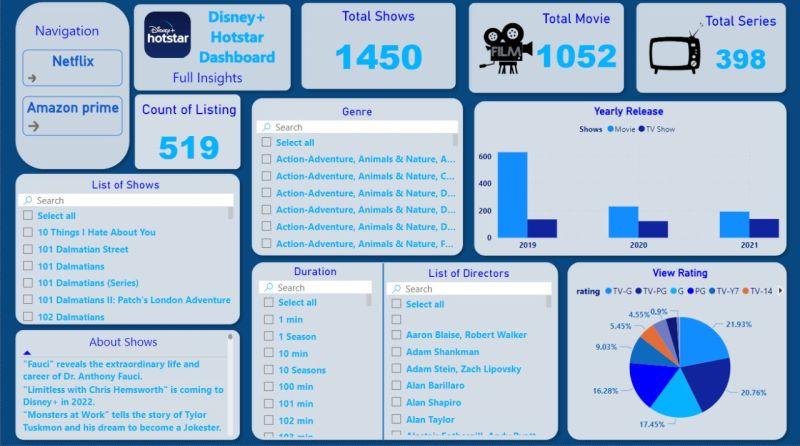 Navigation
Netflix
Amazon prime
Disney+
hotstar
Disney+
Hotstar
Dashboard
Full Insights
Total Shows
1450
FILM
Total Movie
1052
Total Series
398
Count of Listing
519
List of Shows
Search
Select all
10 Things I Hate About You
101 Dalmatian Street
101 Dalmatians
101 Dalmatians (Series)
101 Dalmatians II: Patch's London Adventure
102 Dalmatians
About Shows
"Fauci" reveals the extraordinary life and
career of Dr. Anthony Fauci.
"Limitless with Chris Hemsworth" is coming to
Disney+ in 2022.
"Monsters at Work" tells the story of Tylor
Tuskmon and his dream to become a Jokester.
Genre
Search
Select all
Action-Adventure, Animals & Nature, A...
Action-Adventure, Animals & Nature, C...
Action-Adventure, Animals & Nature, D...
Action-Adventure, Animals & Nature, D...
Action-Adventure, Animals & Nature, D...
Action-Adventure, Animals & Nature, F...
Yearly Release
Shows Movie TV Show
600
400
200
0
2019 2020 2021
Duration
Search
Select all
1 min
1 Season
10 min
10 Seasons
100 min
101 min
102 min
103 min
List of Directors
Search
Select all
Aaron Blaise, Robert Walker
Adam Shankman
Adam Stein, Zach Lipovsky
Alan Barillaro
Alan Shapiro
Alan Taylor
View Rating
rating TV-G TV-PG G PG TV-Y7 TV-14
21.93%
20.76%
17.45%
16.28%
9.03%
5.45%
4.55%
0.9%